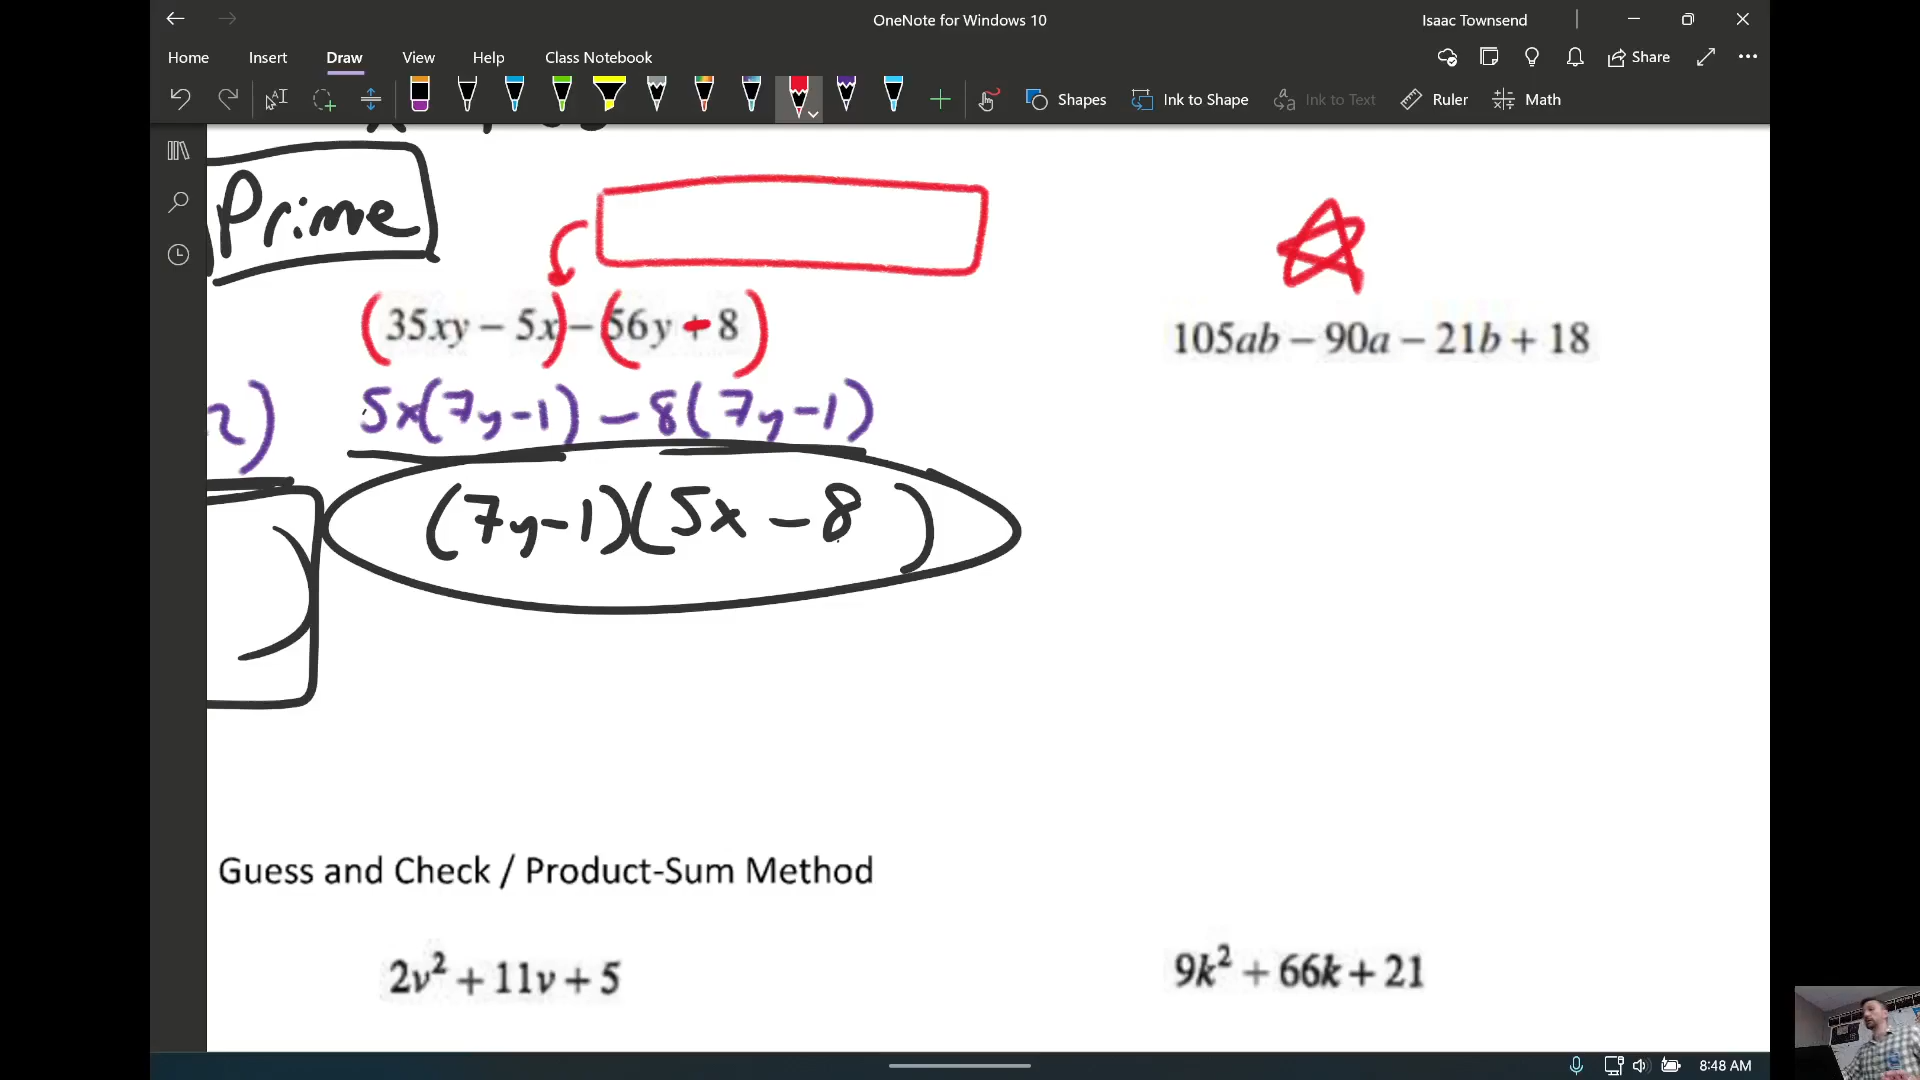 OneNote for Windows 10
Isaac Townsend
Home Insert Draw View Help Class Notebook
Share
Shapes Ink to Shape Ink to Text Ruler Math
Prime
(35xy − 5x) − (56y - 8)
105ab − 90a − 21b + 18
2)
5x(7y-1) - 8(7y-1)
(7y-1)(5x - 8)
)
Guess and Check / Product-Sum Method
2v² + 11v + 5
9k² + 66k + 21
8:48 AM